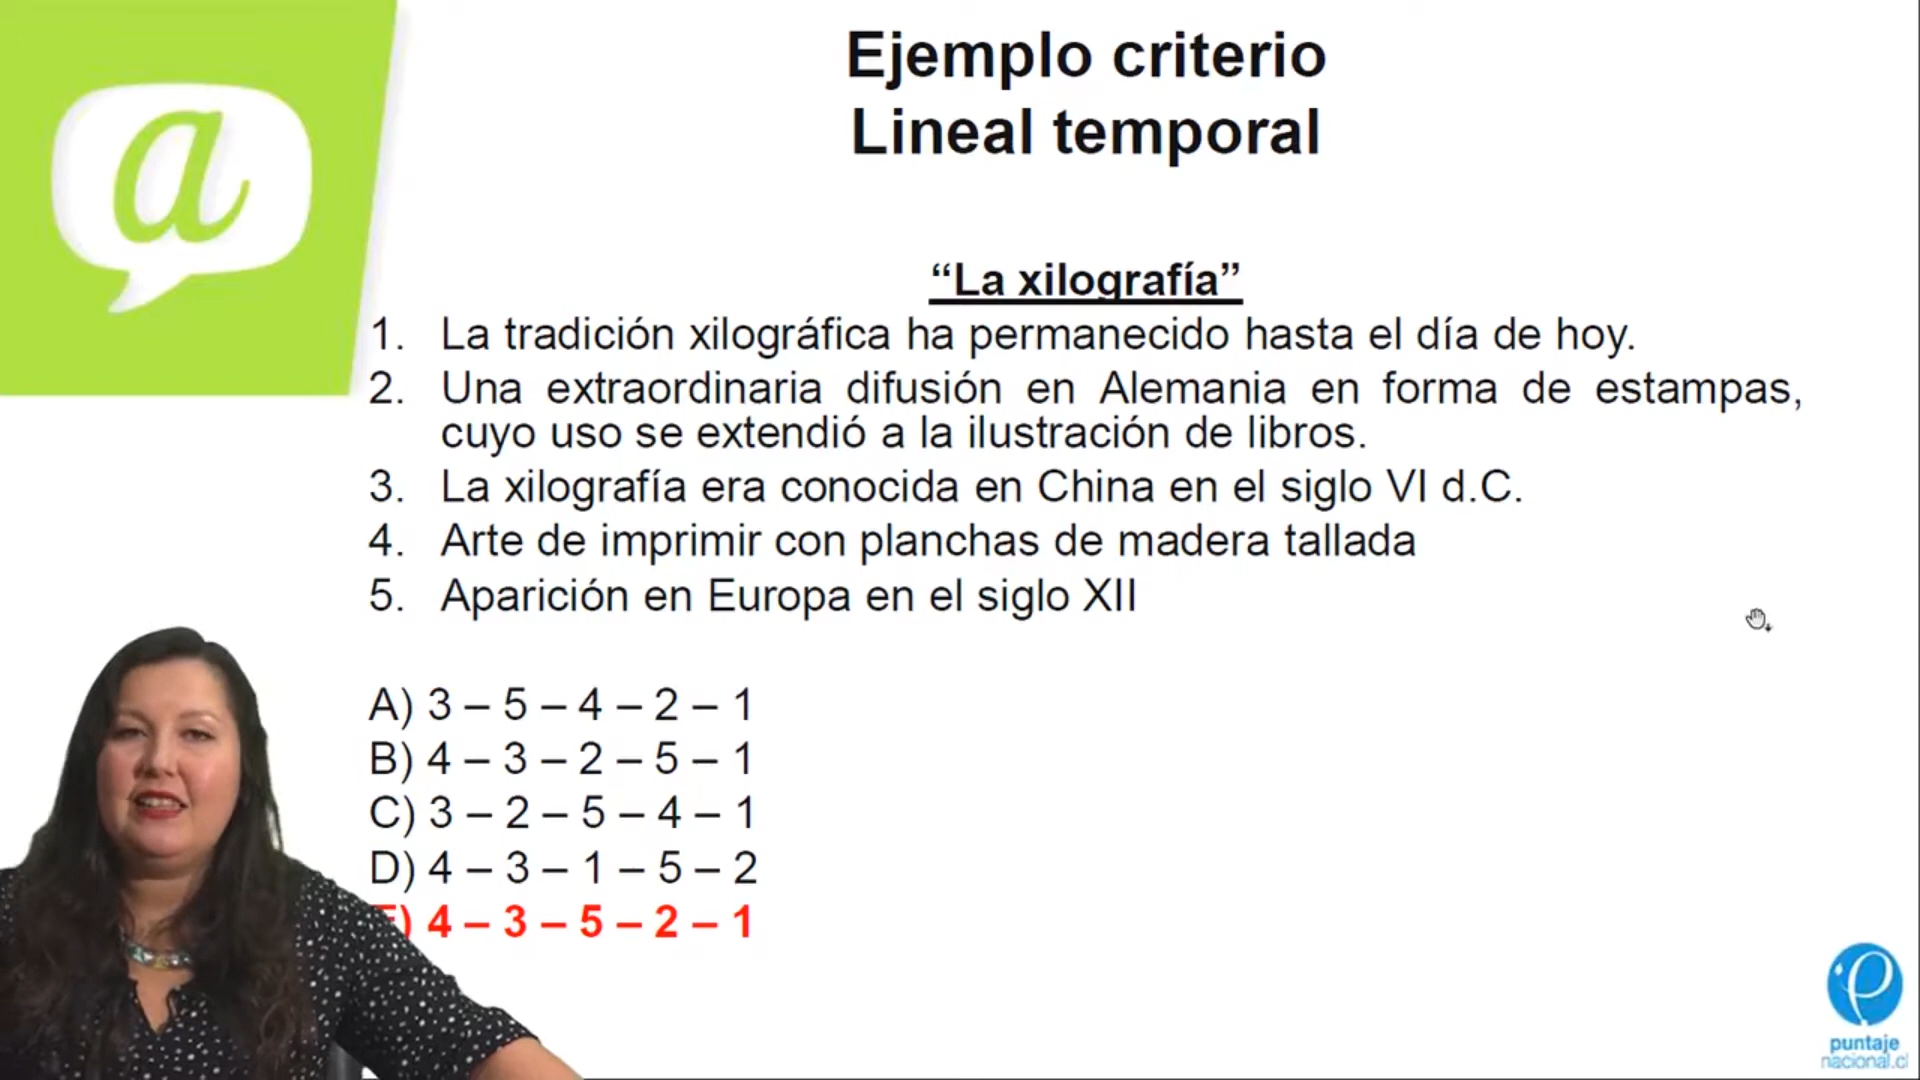 a
Ejemplo criterio
Lineal temporal
“La xilografía”
1. La tradición xilográfica ha permanecido hasta el día de hoy.
2. Una extraordinaria difusión en Alemania en forma de estampas,
cuyo uso se extendió a la ilustración de libros.
3. La xilografía era conocida en China en el siglo VI d.C.
4. Arte de imprimir con planchas de madera tallada
5. Aparición en Europa en el siglo XII
A) 3 – 5 – 4 – 2 – 1
B) 4 – 3 – 2 – 5 – 1
C) 3 – 2 – 5 – 4 – 1
D) 4 – 3 – 1 – 5 – 2
E) 4 – 3 – 5 – 2 – 1
puntaje
nacional.cl